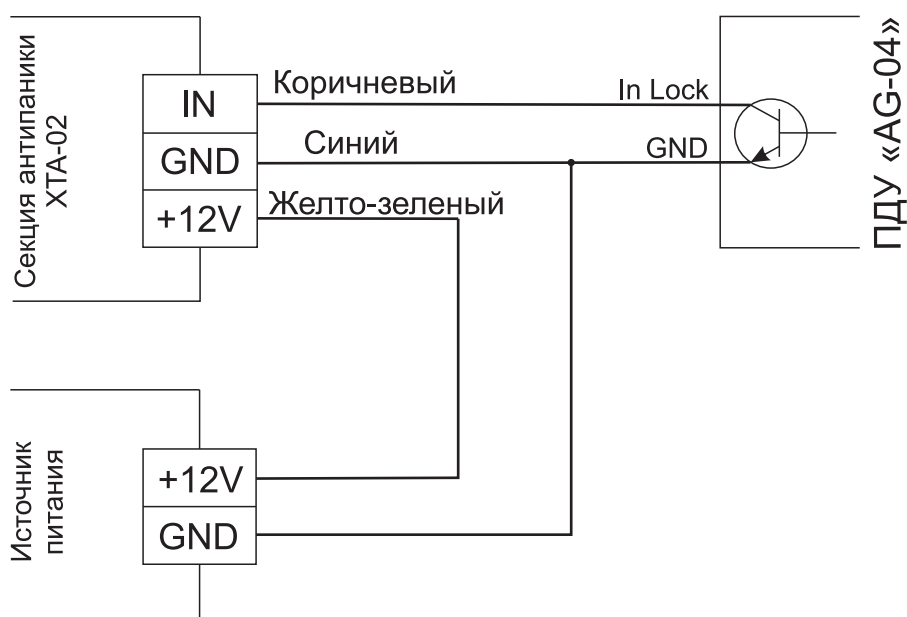 Секция антипаники
XTA-02
IN
GND
+12V
Коричневый
Синий
Желто-зеленый
In Lock
GND
ПДУ «AG-04»
Источник
питания
+12V
GND